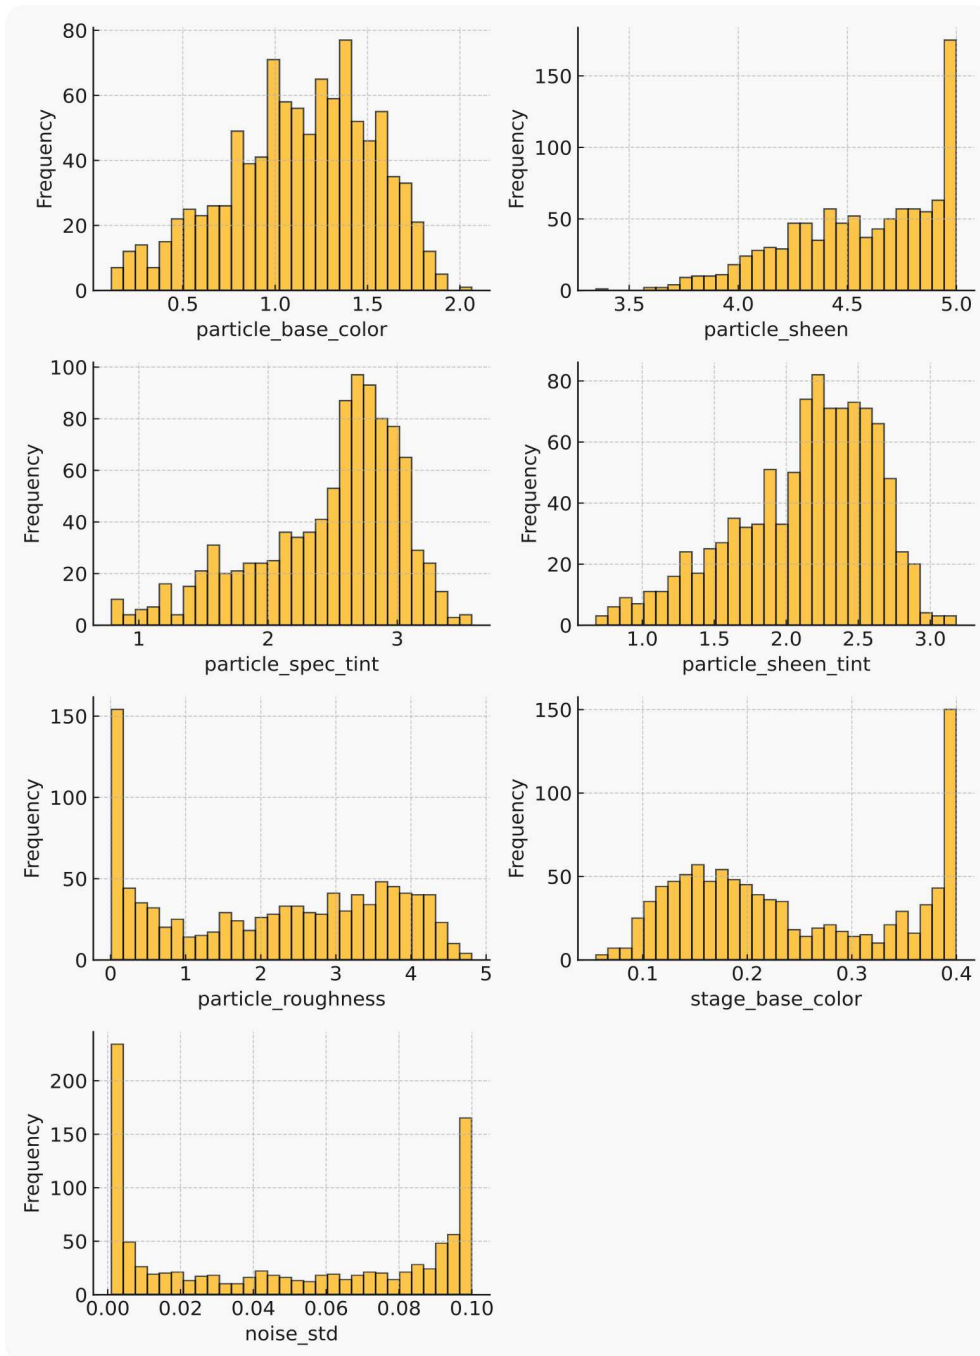 Frequency
80
60
40
20
0
0.5 1.0 1.5 2.0
particle_base_color
Frequency
150
100
50
0
3.5 4.0 4.5 5.0
particle_sheen
Frequency
100
80
60
40
20
0
1 2 3
particle_spec_tint
Frequency
80
60
40
20
0
1.0 1.5 2.0 2.5 3.0
particle_sheen_tint
Frequency
150
100
50
0
0 1 2 3 4 5
particle_roughness
Frequency
150
100
50
0
0.1 0.2 0.3 0.4
stage_base_color
Frequency
200
150
100
50
0
0.00 0.02 0.04 0.06 0.08 0.10
noise_std